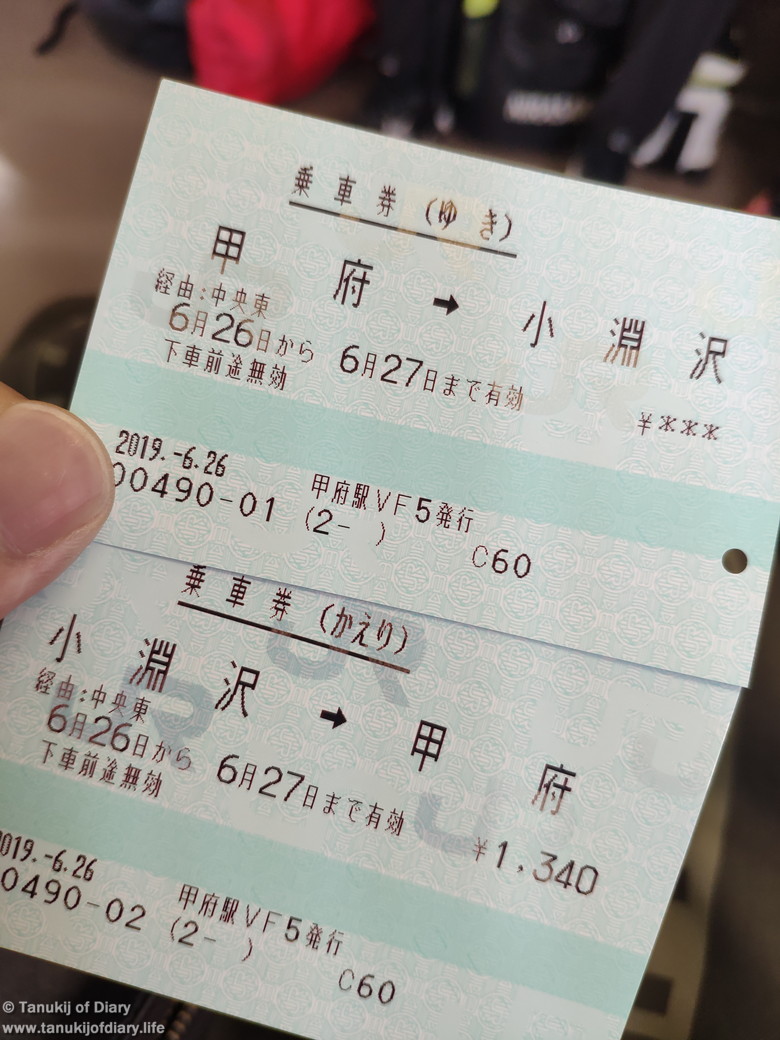 乗車券(ゆき)
甲府➡小淵沢
経由:中央東
6月26日から 6月27日まで有効
下車前途無効
¥***
2019.-6.26
00490-01
甲府駅VF5発行
(2- ) C60
乗車券(かえり)
小淵沢➡甲府
経由:中央東
6月26日から 6月27日まで有効
下車前途無効
¥1,340
2019.-6.26
0490-02
甲府駅VF5発行
(2- ) C60
© Tanukij of Diary
www.tanukijofdiary.life